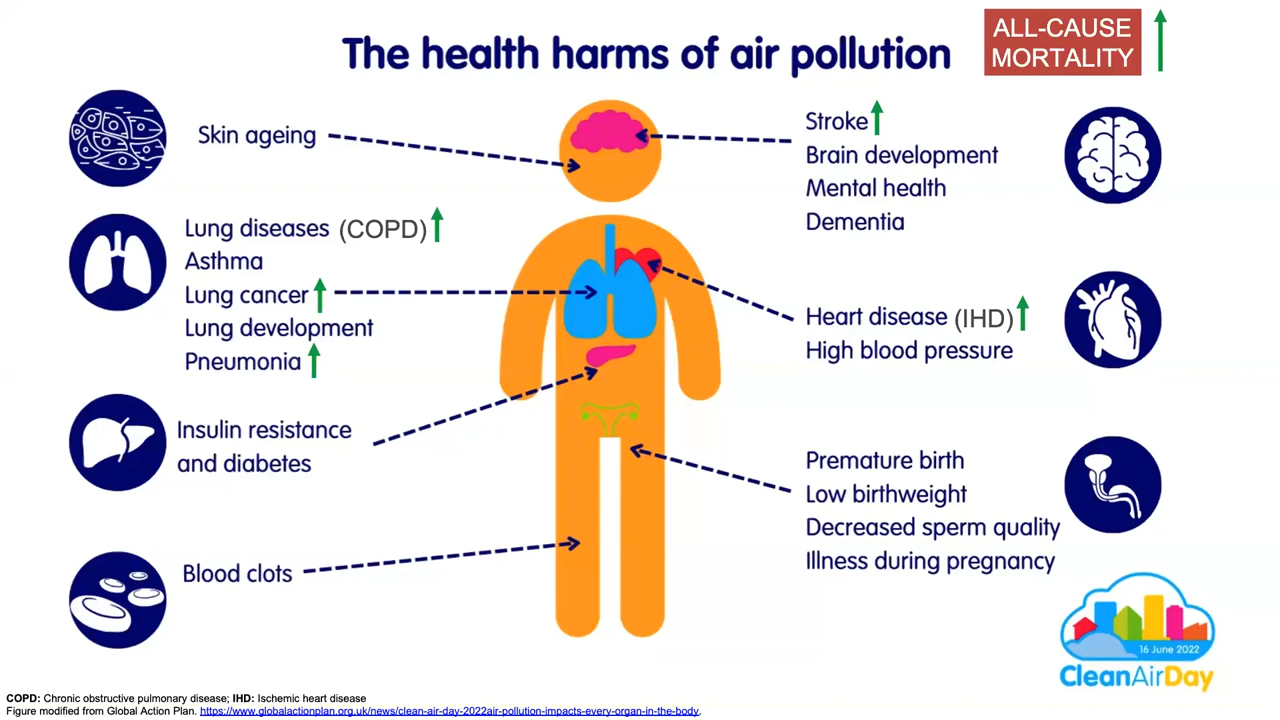 The health harms of air pollution
ALL-CAUSE
MORTALITY
Skin ageing
Lung diseases (COPD)
Asthma
Lung cancer
Lung development
Pneumonia
Insulin resistance
and diabetes
Blood clots
Stroke
Brain development
Mental health
Dementia
Heart disease (IHD)
High blood pressure
Premature birth
Low birthweight
Decreased sperm quality
Illness during pregnancy
16 June 2022
CleanAirDay
COPD: Chronic obstructive pulmonary disease; IHD: Ischemic heart disease
Figure modified from Global Action Plan. https://www.globalactionplan.org.uk/news/clean-air-day-2022air-pollution-impacts-every-organ-in-the-body.